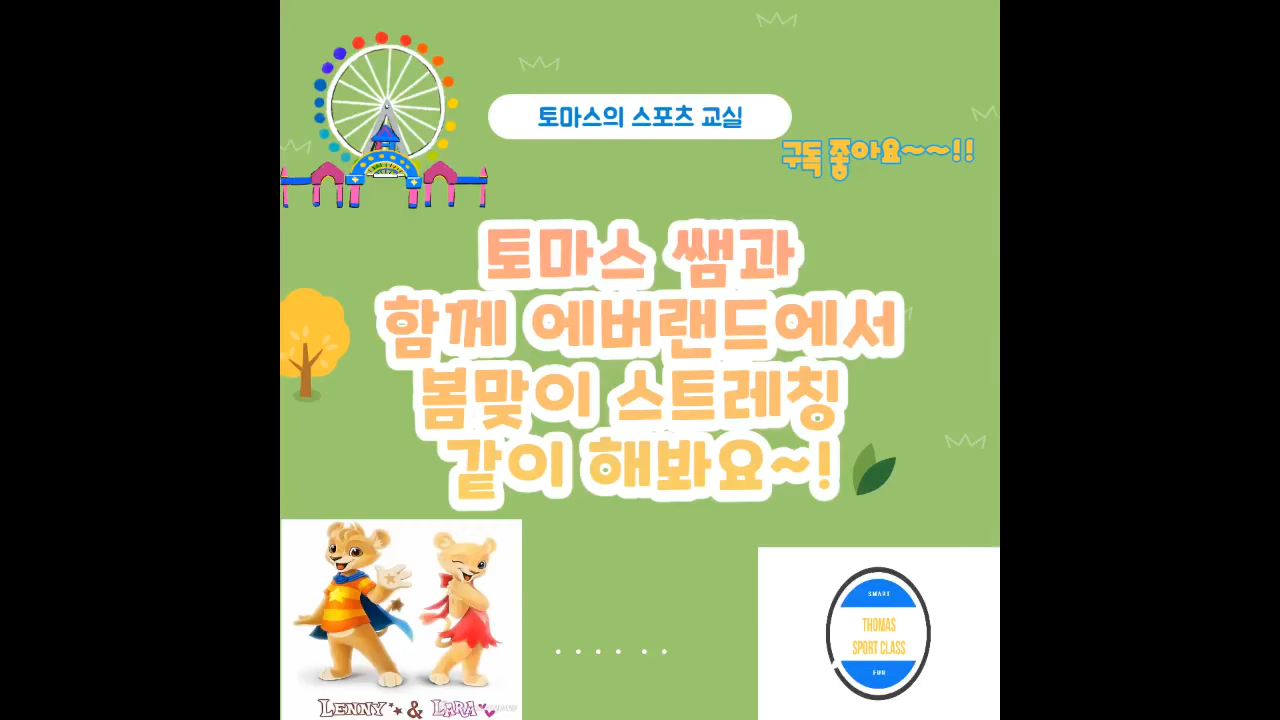 토마스의 스포츠 교실
구독 좋아요~~!!
토마스 쌤과
함께 에버랜드에서
봄맞이 스트레칭
같이 해봐요~!
SMART
THOMAS
SPORT CLASS
FUN
LENNY & LARA